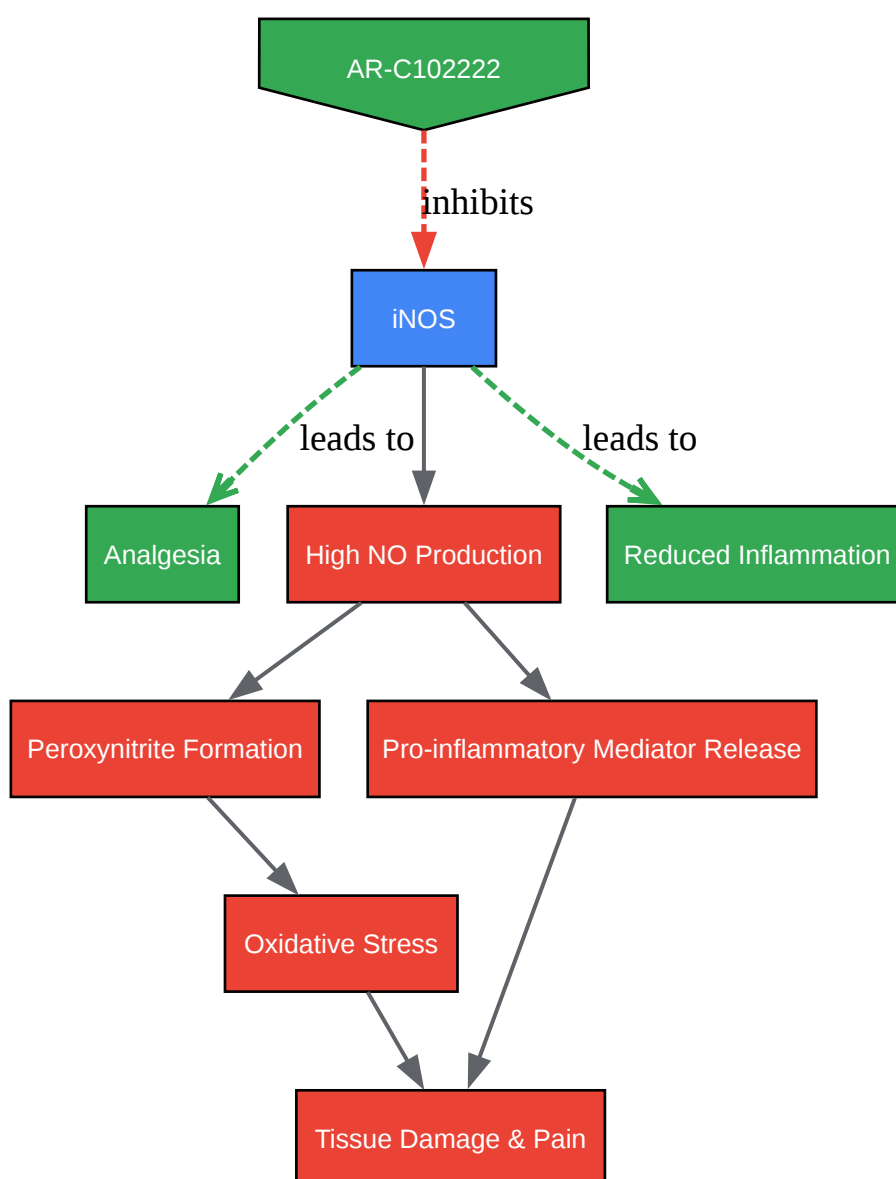 AR-C102222
inhibits
iNOS
leads to
leads to
Analgesia
High NO Production
Reduced Inflammation
Peroxynitrite Formation
Pro-inflammatory Mediator Release
Oxidative Stress
Tissue Damage & Pain